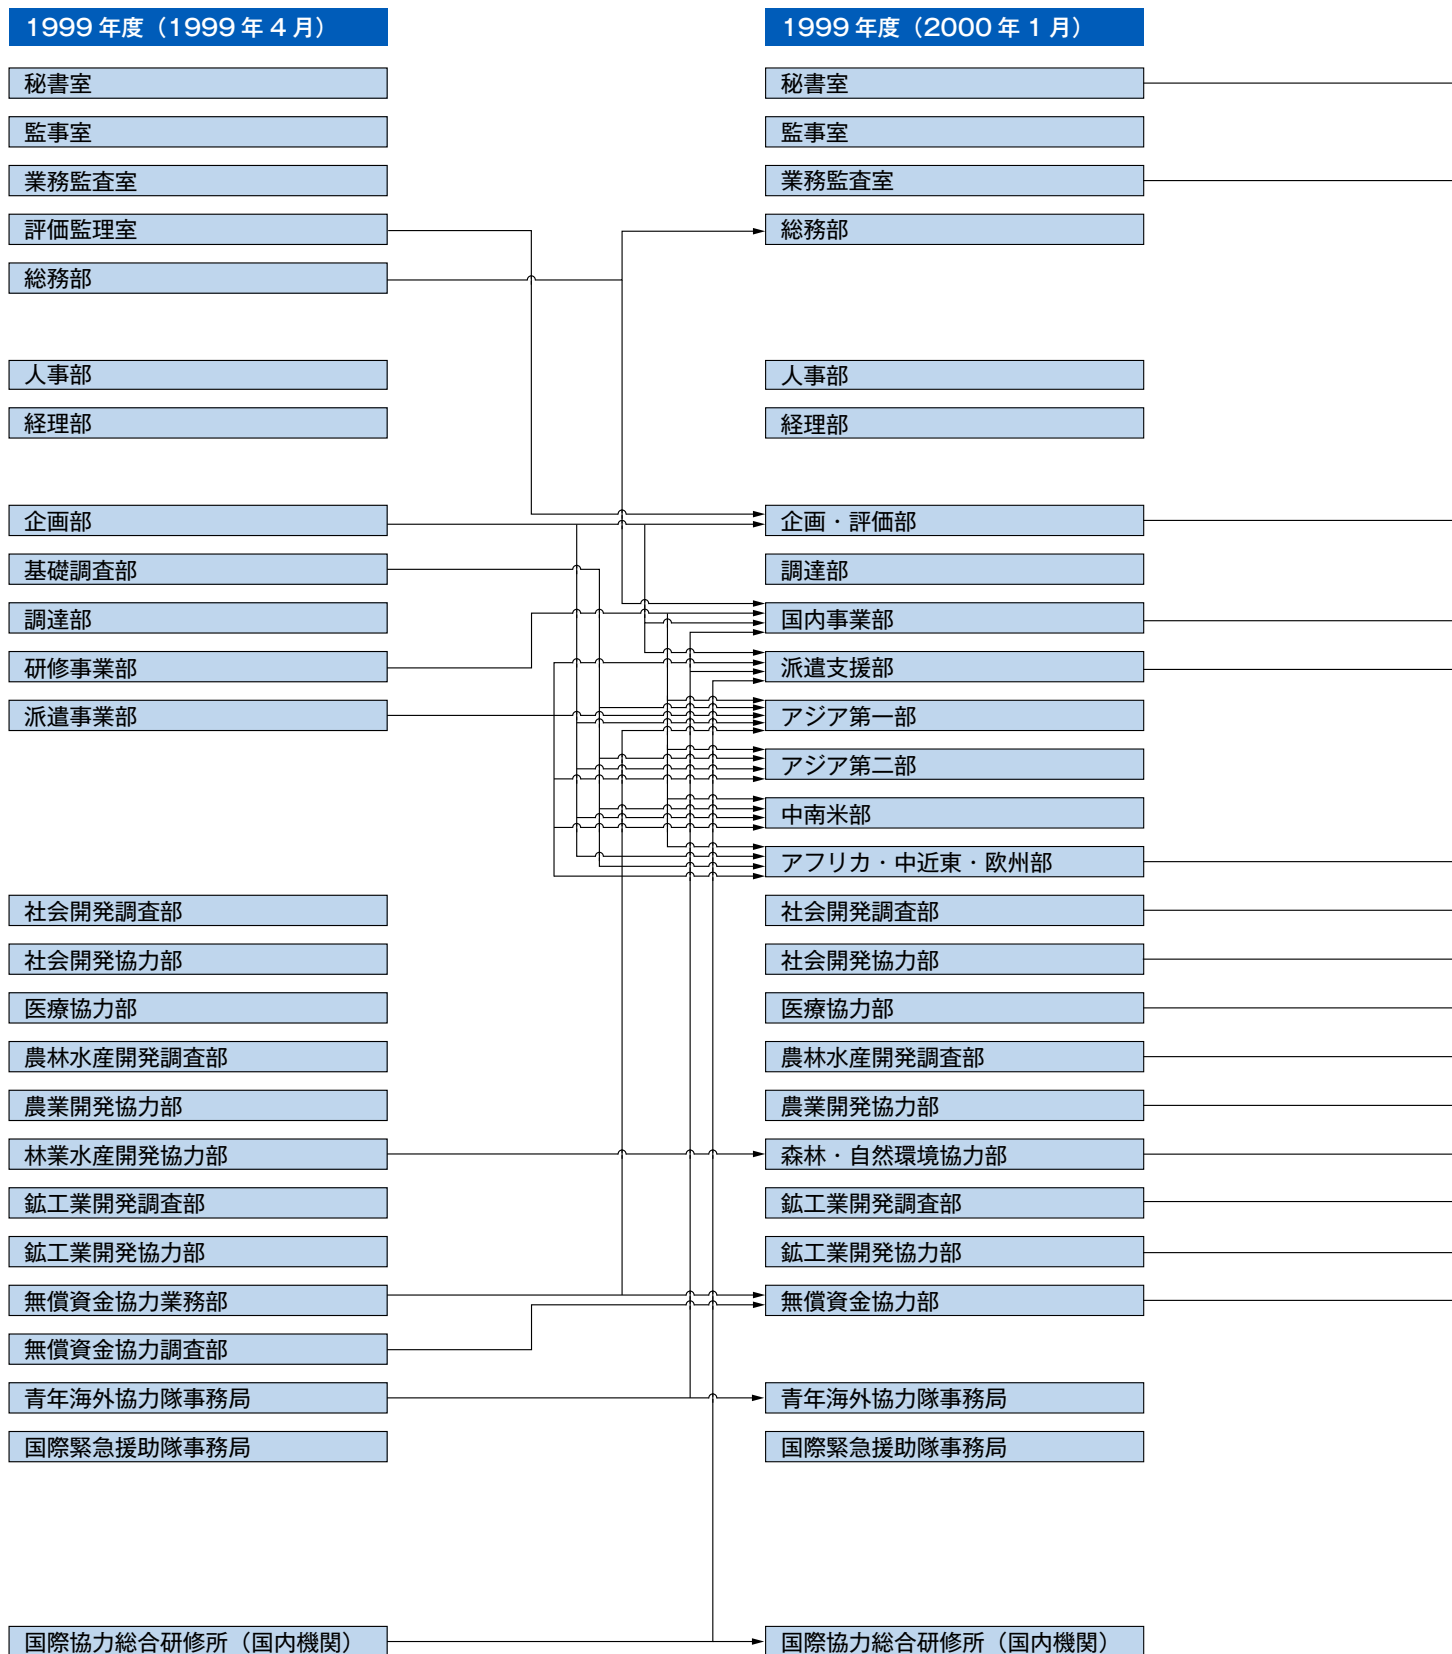 1999年度（1999年4月）
秘書室
監事室
業務監査室
評価監理室
総務部
人事部
経理部
企画部
基礎調査部
調達部
研修事業部
派遣事業部
社会開発調査部
社会開発協力部
医療協力部
農林水産開発調査部
農業開発協力部
林業水産開発協力部
鉱工業開発調査部
鉱工業開発協力部
無償資金協力業務部
無償資金協力調査部
青年海外協力隊事務局
国際緊急援助隊事務局
国際協力総合研修所（国内機関）
1999年度（2000年1月）
秘書室
監事室
業務監査室
総務部
人事部
経理部
企画・評価部
調達部
国内事業部
派遣支援部
アジア第一部
アジア第二部
中南米部
アフリカ・中近東・欧州部
社会開発調査部
社会開発協力部
医療協力部
農林水産開発調査部
農業開発協力部
森林・自然環境協力部
鉱工業開発調査部
鉱工業開発協力部
無償資金協力部
青年海外協力隊事務局
国際緊急援助隊事務局
国際協力総合研修所（国内機関）